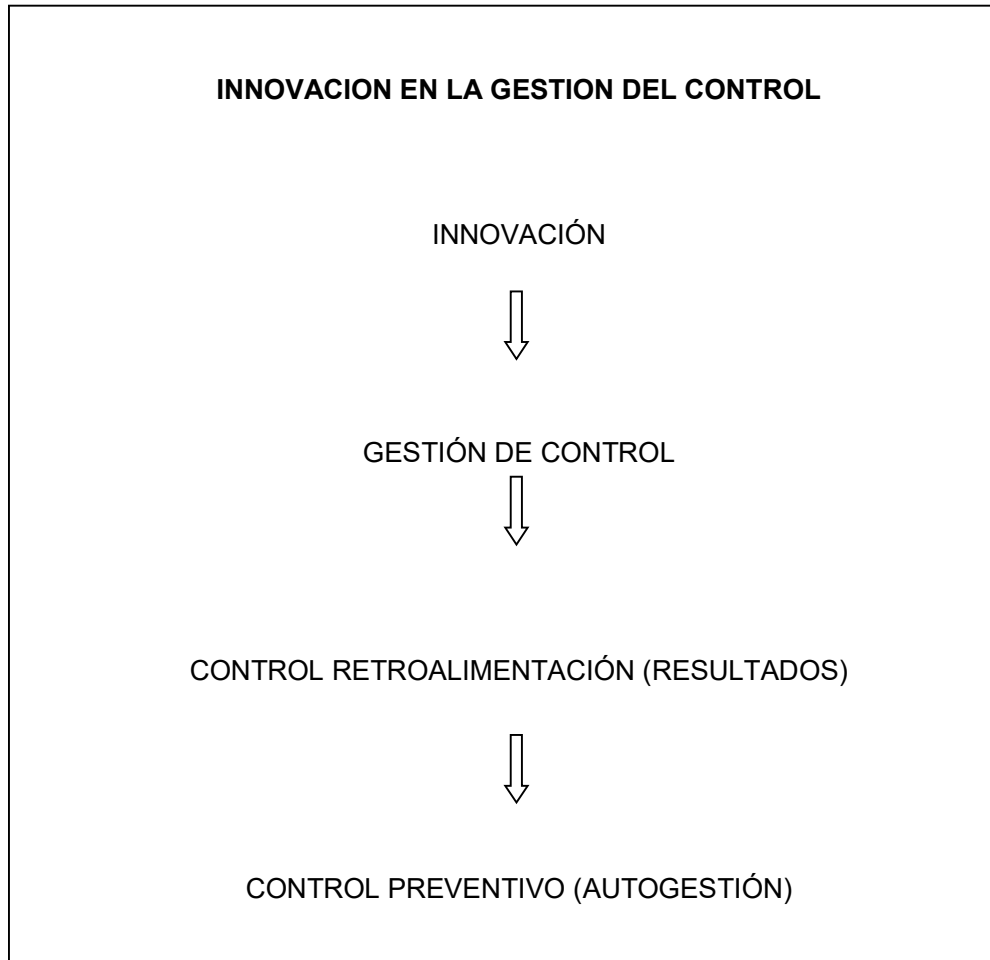 INNOVACION EN LA GESTION DEL CONTROL
INNOVACIÓN
GESTIÓN DE CONTROL
CONTROL RETROALIMENTACIÓN (RESULTADOS)
CONTROL PREVENTIVO (AUTOGESTIÓN)